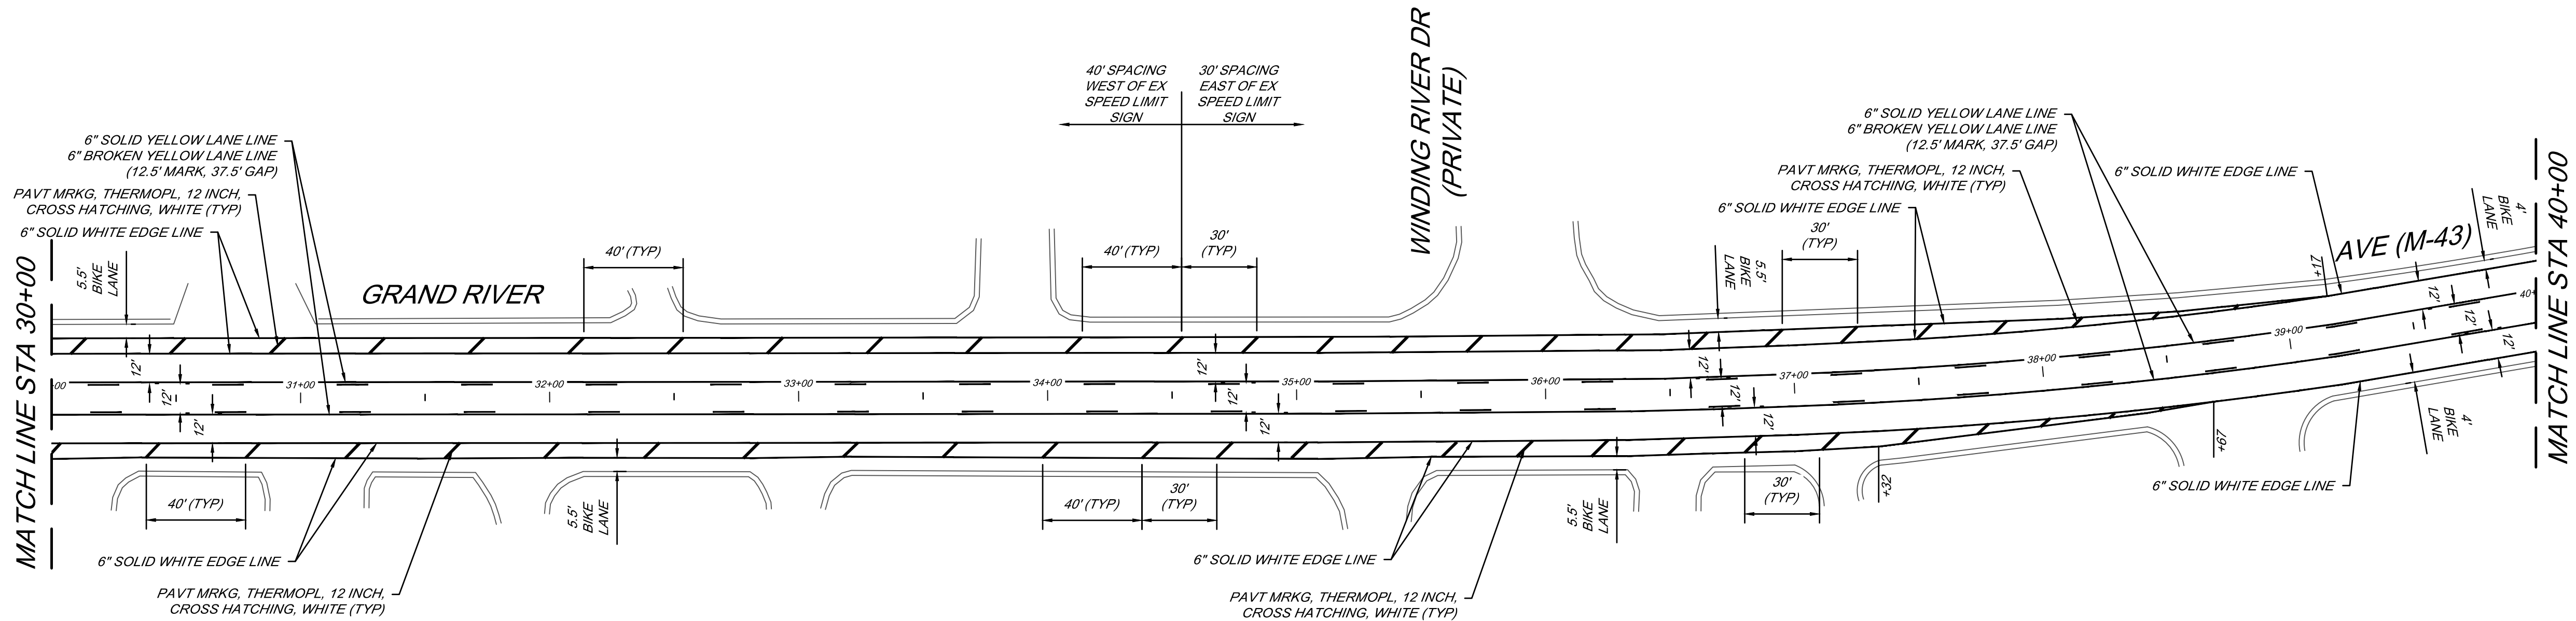 MATCH LINE STA 30+00
6" SOLID YELLOW LANE LINE
6" BROKEN YELLOW LANE LINE
(12.5' MARK, 37.5' GAP)
PAVT MRKG, THERMOPL, 12 INCH,
CROSS HATCHING, WHITE (TYP)
6" SOLID WHITE EDGE LINE
5.5'
BIKE
LANE
GRAND RIVER
40' (TYP)
40' SPACING
WEST OF EX
SPEED LIMIT
SIGN
30' SPACING
EAST OF EX
SPEED LIMIT
SIGN
40' (TYP)
30'
(TYP)
WINDING RIVER DR
(PRIVATE)
6" SOLID YELLOW LANE LINE
6" BROKEN YELLOW LANE LINE
(12.5' MARK, 37.5' GAP)
PAVT MRKG, THERMOPL, 12 INCH,
CROSS HATCHING, WHITE (TYP)
6" SOLID WHITE EDGE LINE
5.5'
BIKE
LANE
30'
(TYP)
6" SOLID WHITE EDGE LINE
+17
AVE (M-43)
4'
BIKE
LANE
MATCH LINE STA 40+00
+00
31+00
32+00
33+00
34+00
35+00
36+00
37+00
38+00
39+00
40+
12'
12'
12'
12'
12'
12'
12'
12'
12'
12'
12'
12'
40' (TYP)
5.5'
BIKE
LANE
40' (TYP)
30'
(TYP)
5.5'
BIKE
LANE
30'
(TYP)
+32
+67
4'
BIKE
LANE
6" SOLID WHITE EDGE LINE
6" SOLID WHITE EDGE LINE
PAVT MRKG, THERMOPL, 12 INCH,
CROSS HATCHING, WHITE (TYP)
6" SOLID WHITE EDGE LINE
PAVT MRKG, THERMOPL, 12 INCH,
CROSS HATCHING, WHITE (TYP)